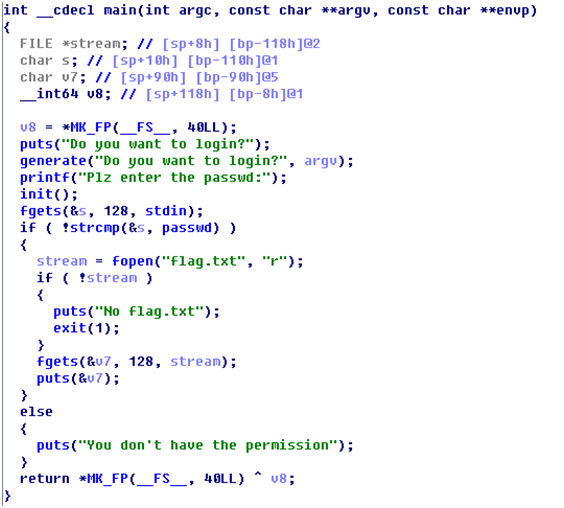 int __cdecl main(int argc, const char **argv, const char **envp)
{
  FILE *stream; // [sp+8h] [bp-118h]@2
  char s; // [sp+10h] [bp-110h]@1
  char v7; // [sp+90h] [bp-90h]@5
  __int64 v8; // [sp+118h] [bp-8h]@1

  v8 = *MK_FP(__FS__, 40LL);
  puts("Do you want to login?");
  generate("Do you want to login?", argv);
  printf("Plz enter the passwd:");
  init();
  fgets(&s, 128, stdin);
  if ( !strcmp(&s, passwd) )
  {
    stream = fopen("flag.txt", "r");
    if ( !stream )
    {
      puts("No flag.txt");
      exit(1);
    }
    fgets(&v7, 128, stream);
    puts(&v7);
  }
  else
  {
    puts("You don't have the permission");
  }
  return *MK_FP(__FS__, 40LL) ^ v8;
}